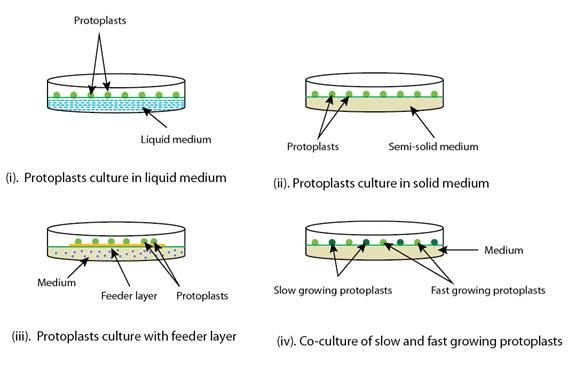 Protoplasts
Liquid medium
(i). Protoplasts culture in liquid medium
Protoplasts
Semi-solid medium
(ii). Protoplasts culture in solid medium
Medium
Feeder layer
Protoplasts
(iii). Protoplasts culture with feeder layer
Medium
Slow growing protoplasts
Fast growing protoplasts
(iv). Co-culture of slow and fast growing protoplasts